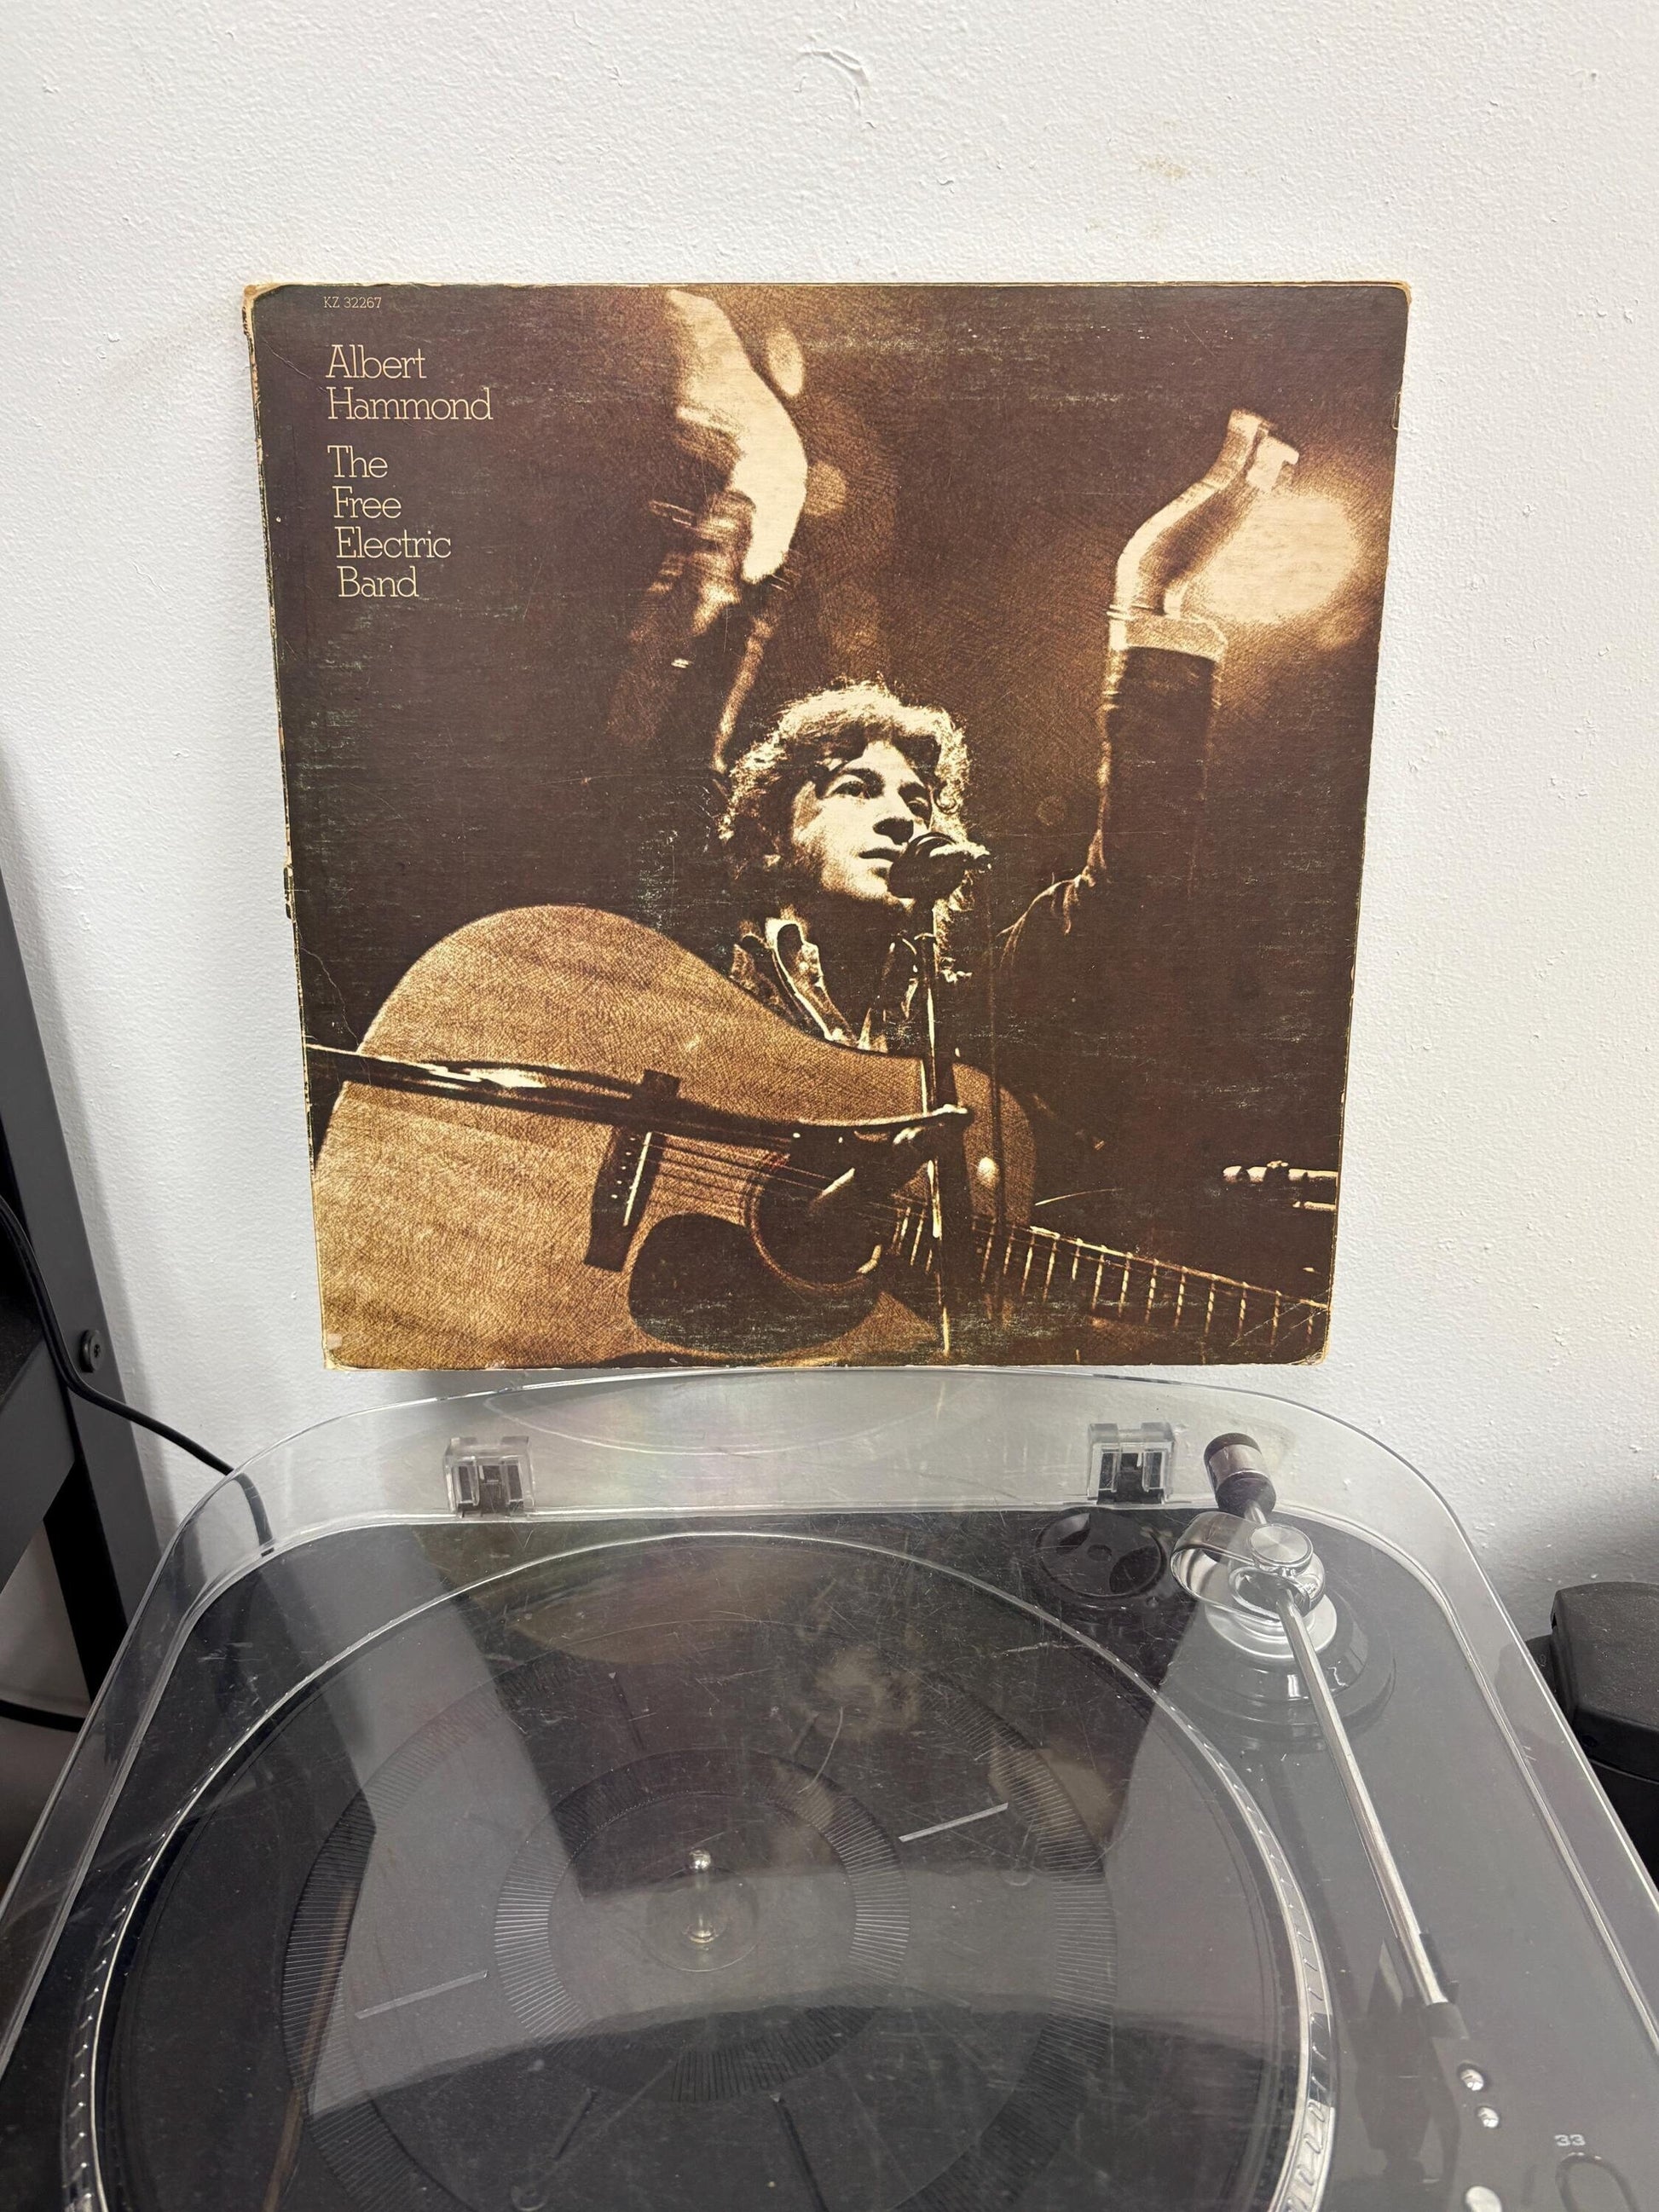 KZ 32267
Albert
Hammond
The
Free
Electric
Band
33